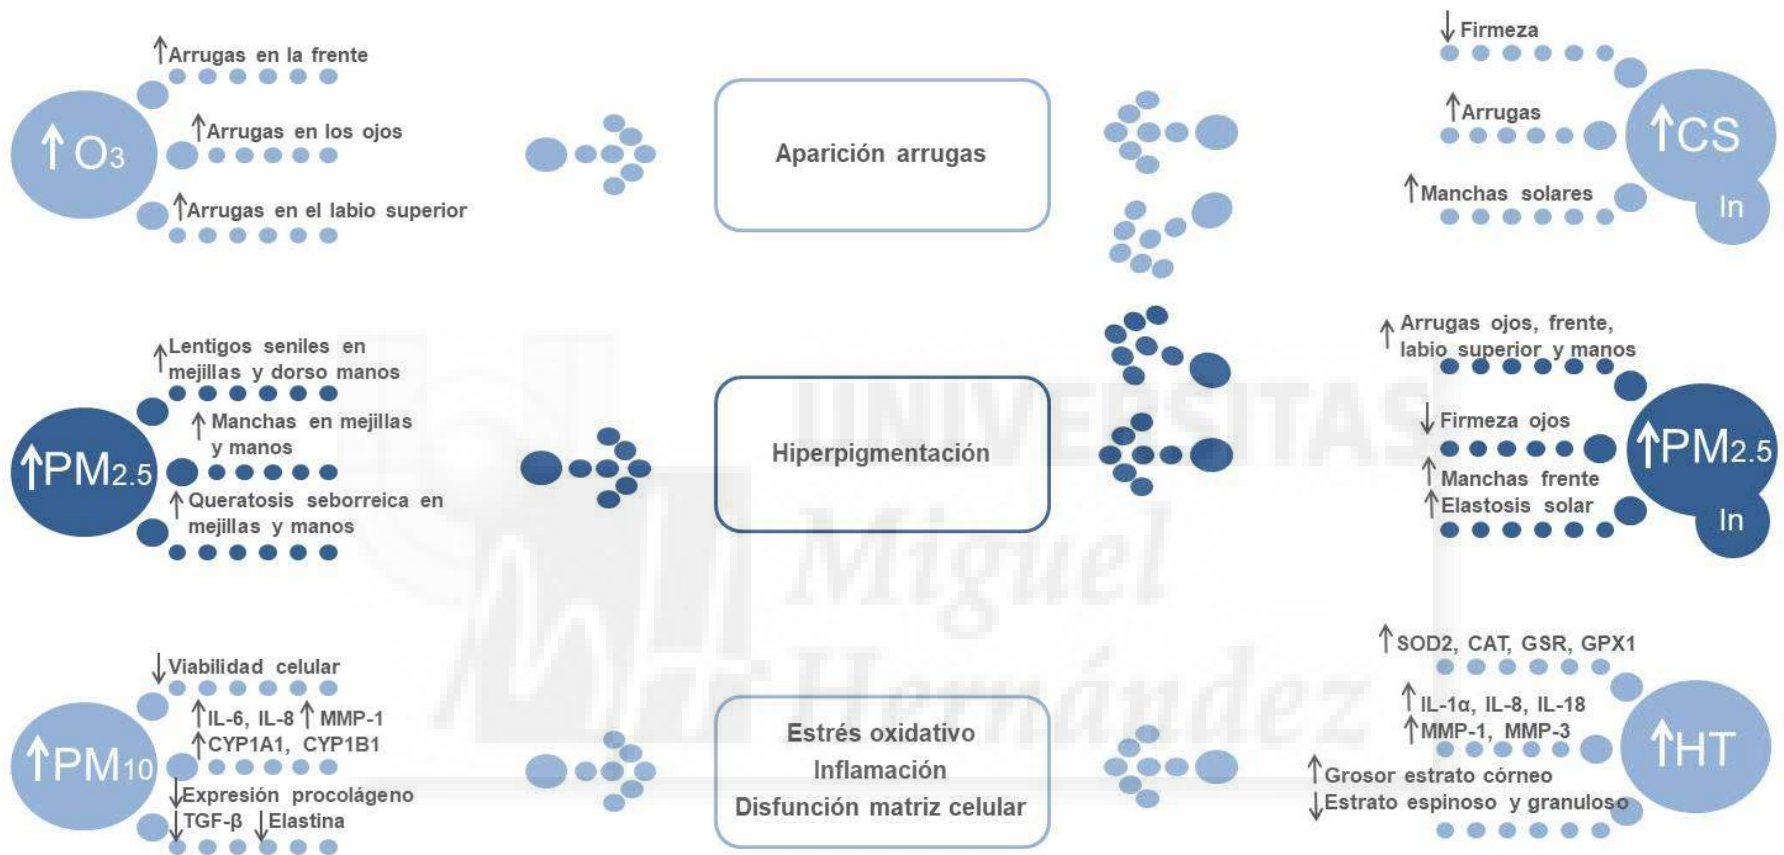 ↑Arrugas en la frente
↑O3
↑Arrugas en los ojos
↑Arrugas en el labio superior
Aparición arrugas
↓Firmeza
↑Arrugas
↑CS
↑Manchas solares
In
↑Lentigos seniles en
mejillas y dorso manos
↑Manchas en mejillas
y manos
↑PM2.5
↑Queratosis seborreica en
mejillas y manos
Hiperpigmentación
↑Arrugas ojos, frente,
labio superior y manos
↓Firmeza ojos
↑PM2.5
↑Manchas frente
↑Elastosis solar
In
UNIVERSITAS
Miguel
Hernández
↓Viabilidad celular
↑IL-6, IL-8 ↑MMP-1
↑CYP1A1, CYP1B1
↑PM10
↓Expresión procolágeno
↓TGF-β ↓Elastina
Estrés oxidativo
Inflamación
Disfunción matriz celular
↑SOD2, CAT, GSR, GPX1
↑IL-1α, IL-8, IL-18
↑MMP-1, MMP-3
↑HT
↑Grosor estrato córneo
↓Estrato espinoso y granuloso